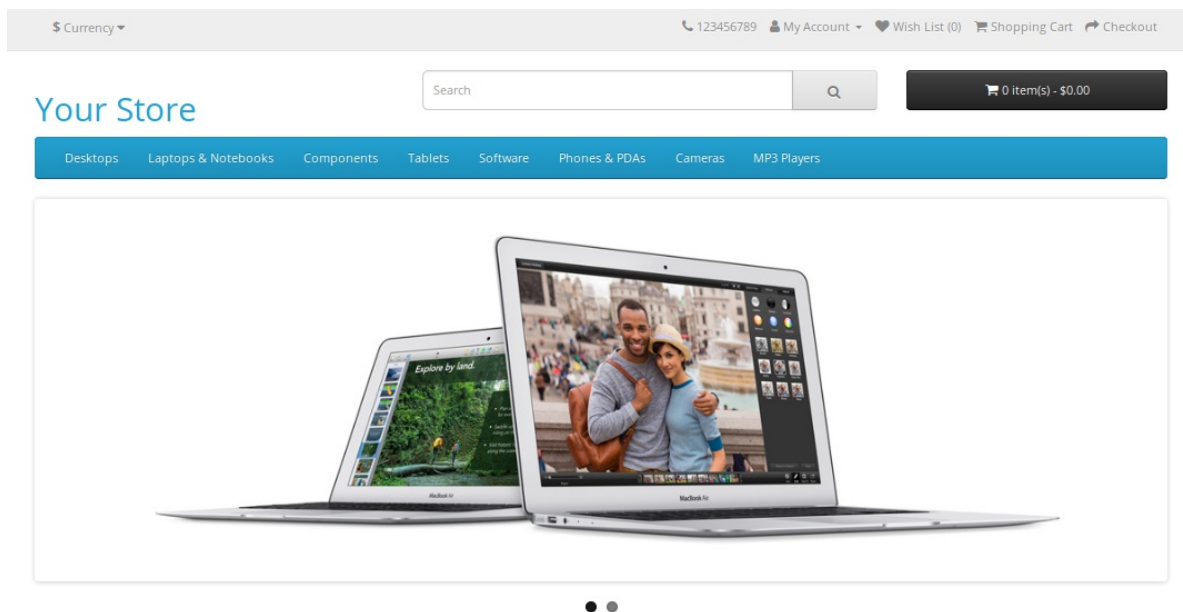 $ Currency
123456789 My Account Wish List (0) Shopping Cart Checkout
Your Store
Search
0 item(s) - $0.00
Desktops Laptops & Notebooks Components Tablets Software Phones & PDAs Cameras MP3 Players
Explore by land.
MacBook Air
MacBook Air